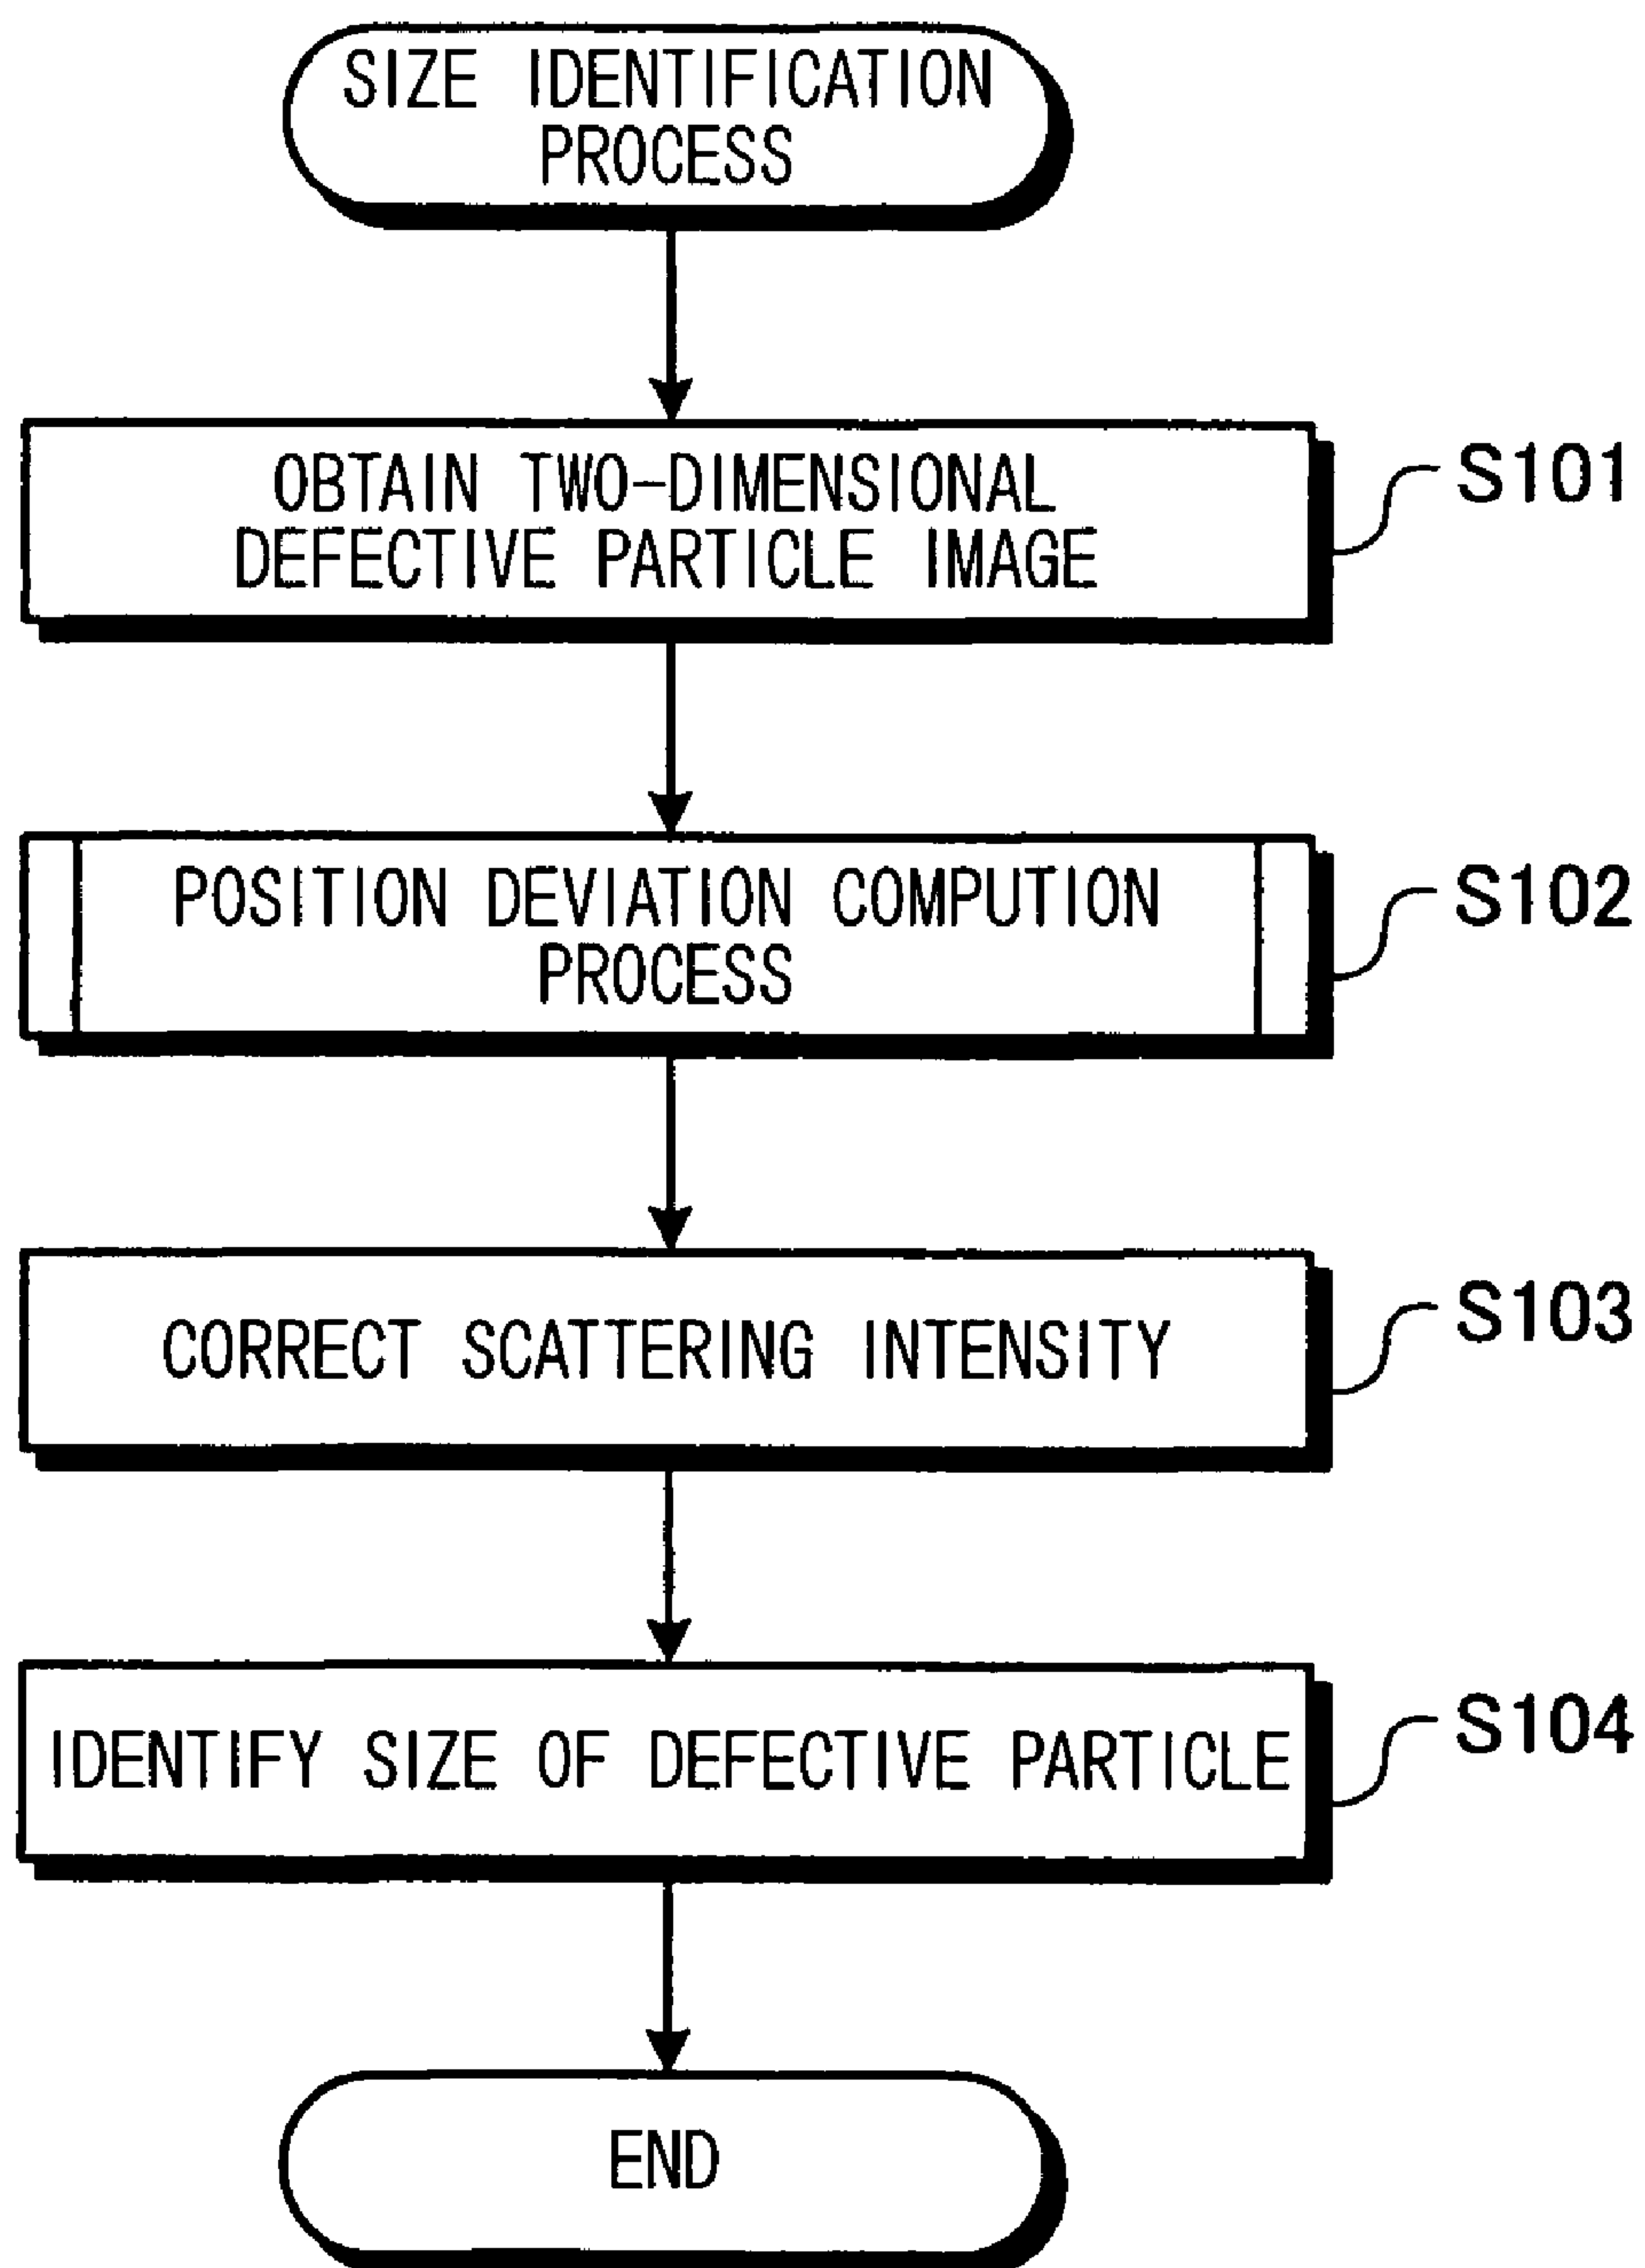 SIZE IDENTIFICATION
PROCESS
OBTAIN TWO-DIMENSIONAL
DEFECTIVE PARTICLE IMAGE
S101
POSITION DEVIATION COMPUTION
PROCESS
S102
CORRECT SCATTERING INTENSITY
S103
IDENTIFY SIZE OF DEFECTIVE PARTICLE
S104
END